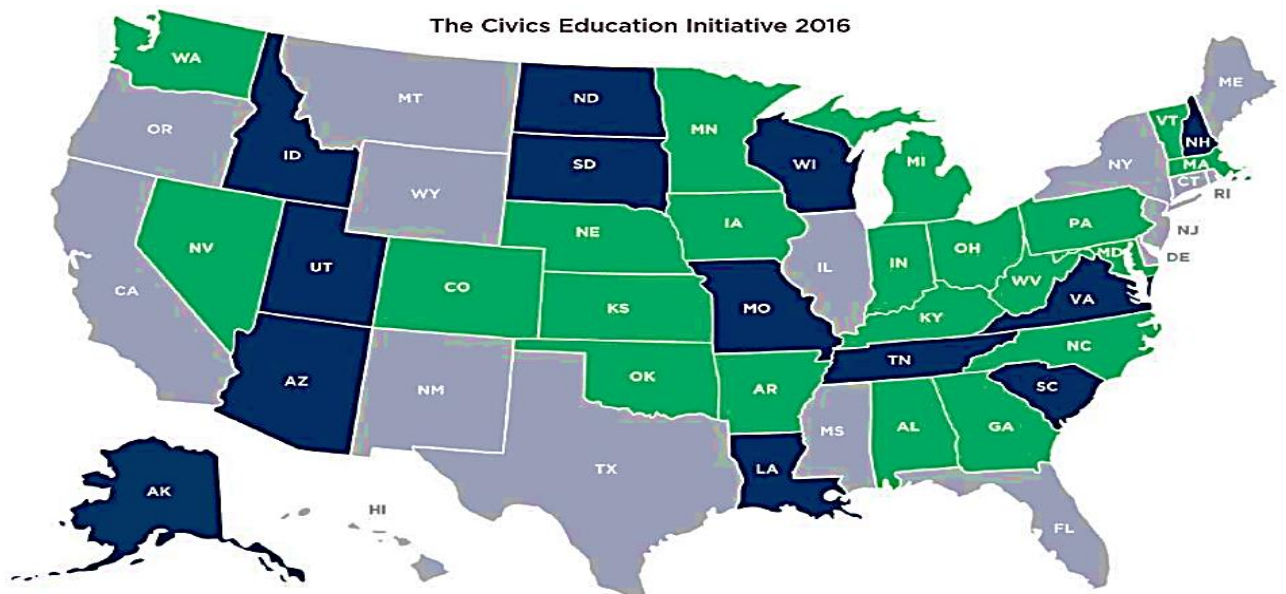 The Civics Education Initiative 2016
WA
MT
ND
MN
ME
VT
NH
OR
ID
SD
WI
MI
NY
MA
CT
RI
WY
NE
IA
PA
NJ
NV
UT
CO
IL
IN
OH
MD
DE
CA
KS
MO
WV
VA
KY
AZ
NM
OK
AR
TN
NC
SC
TX
LA
MS
AL
GA
AK
HI
FL